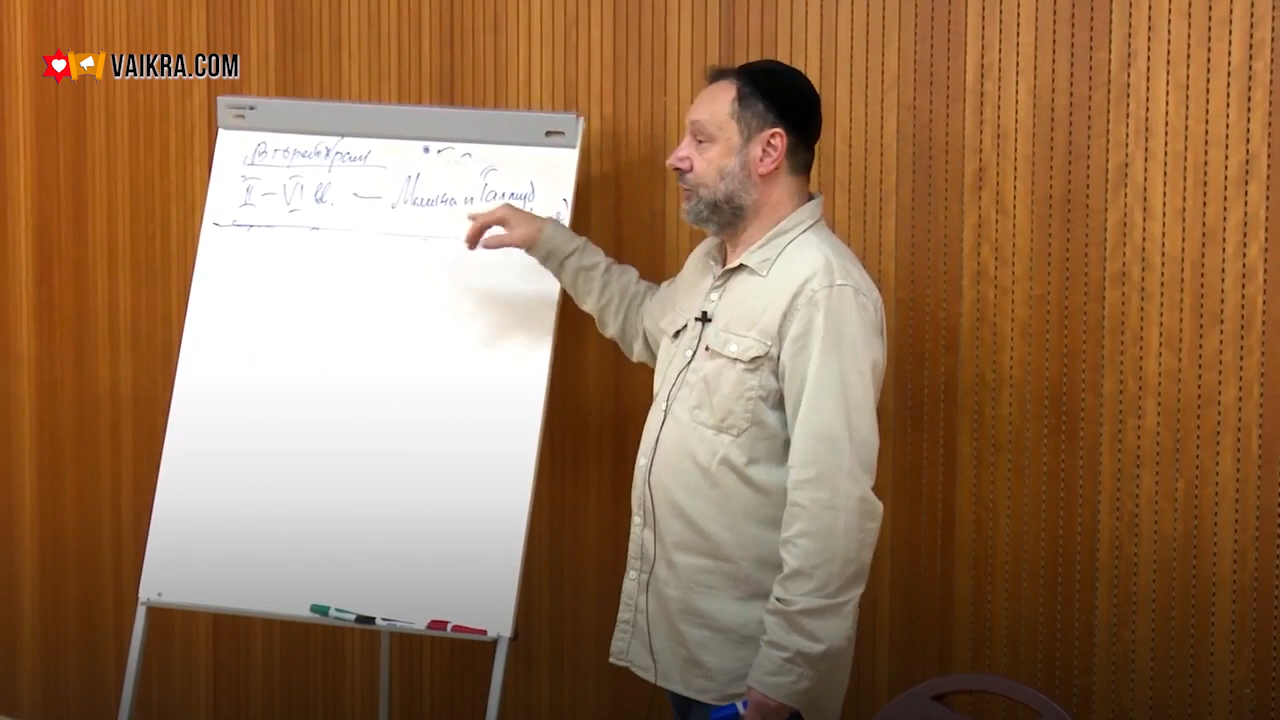 VAIKRA.COM
Второй Храм
II – VI вв. — Мишна и Талмуд